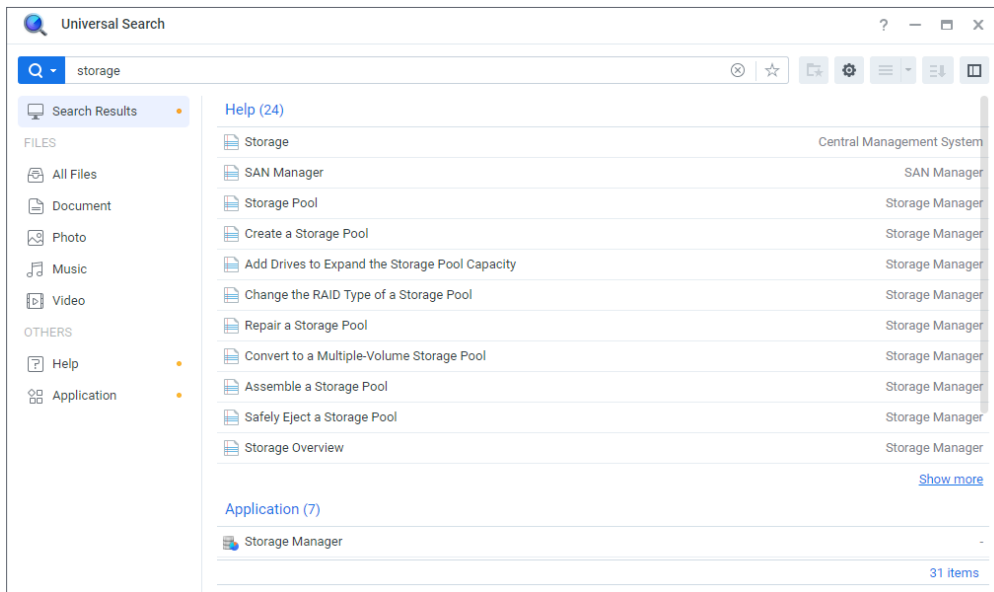 Universal Search
storage
Search Results
FILES
All Files
Document
Photo
Music
Video
OTHERS
Help
Application
Help (24)
Storage Central Management System
SAN Manager SAN Manager
Storage Pool Storage Manager
Create a Storage Pool Storage Manager
Add Drives to Expand the Storage Pool Capacity Storage Manager
Change the RAID Type of a Storage Pool Storage Manager
Repair a Storage Pool Storage Manager
Convert to a Multiple-Volume Storage Pool Storage Manager
Assemble a Storage Pool Storage Manager
Safely Eject a Storage Pool Storage Manager
Storage Overview Storage Manager
Show more
Application (7)
Storage Manager -
31 items